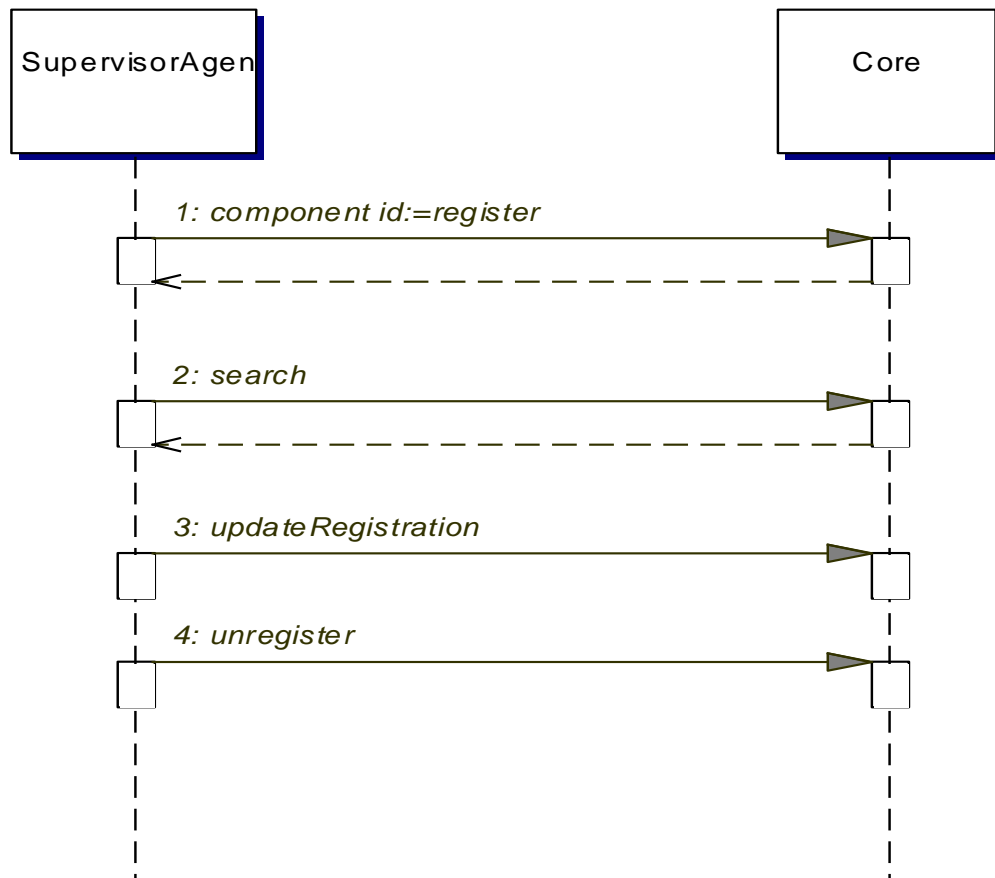 SupervisorAgen
Core
1: component id:=register
2: search
3: updateRegistration
4: unregister